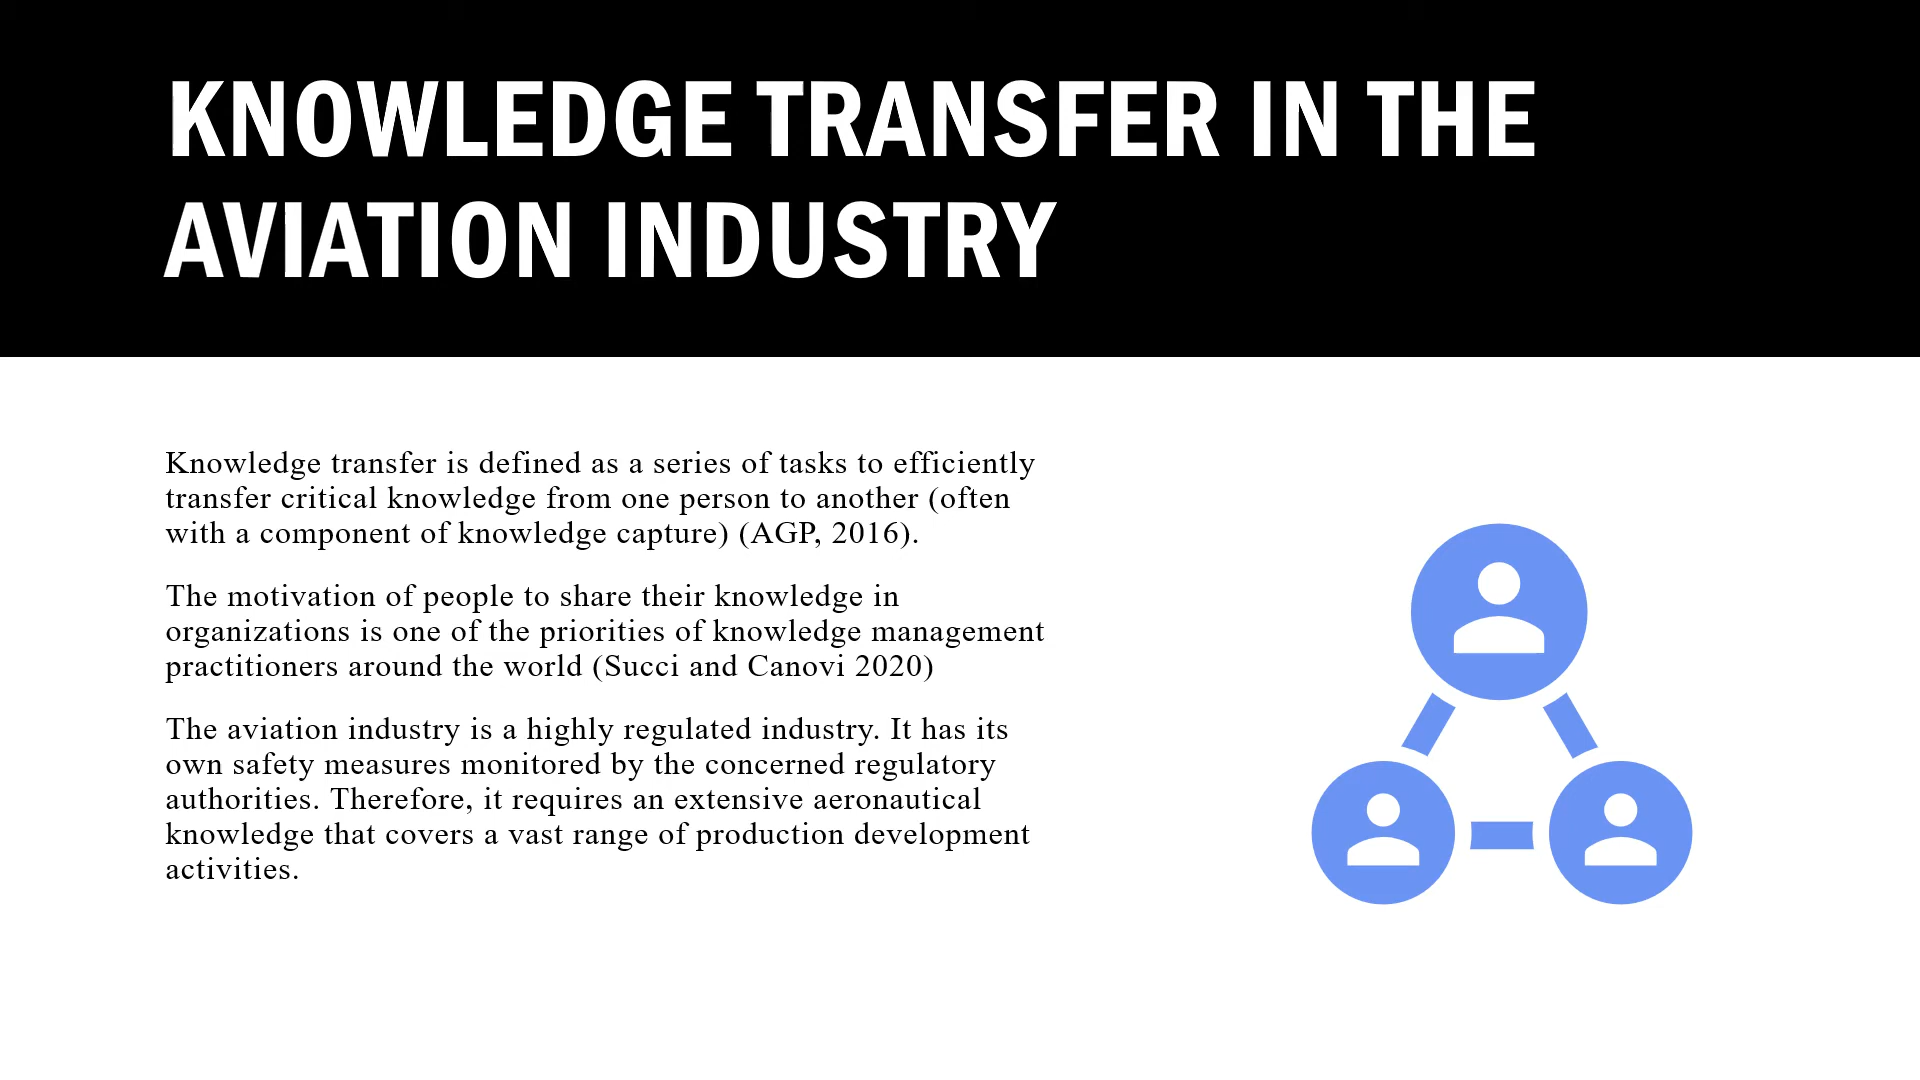 KNOWLEDGE TRANSFER IN THE
AVIATION INDUSTRY
Knowledge transfer is defined as a series of tasks to efficiently
transfer critical knowledge from one person to another (often
with a component of knowledge capture) (AGP, 2016).
The motivation of people to share their knowledge in
organizations is one of the priorities of knowledge management
practitioners around the world (Succi and Canovi 2020)
The aviation industry is a highly regulated industry. It has its
own safety measures monitored by the concerned regulatory
authorities. Therefore, it requires an extensive aeronautical
knowledge that covers a vast range of production development
activities.